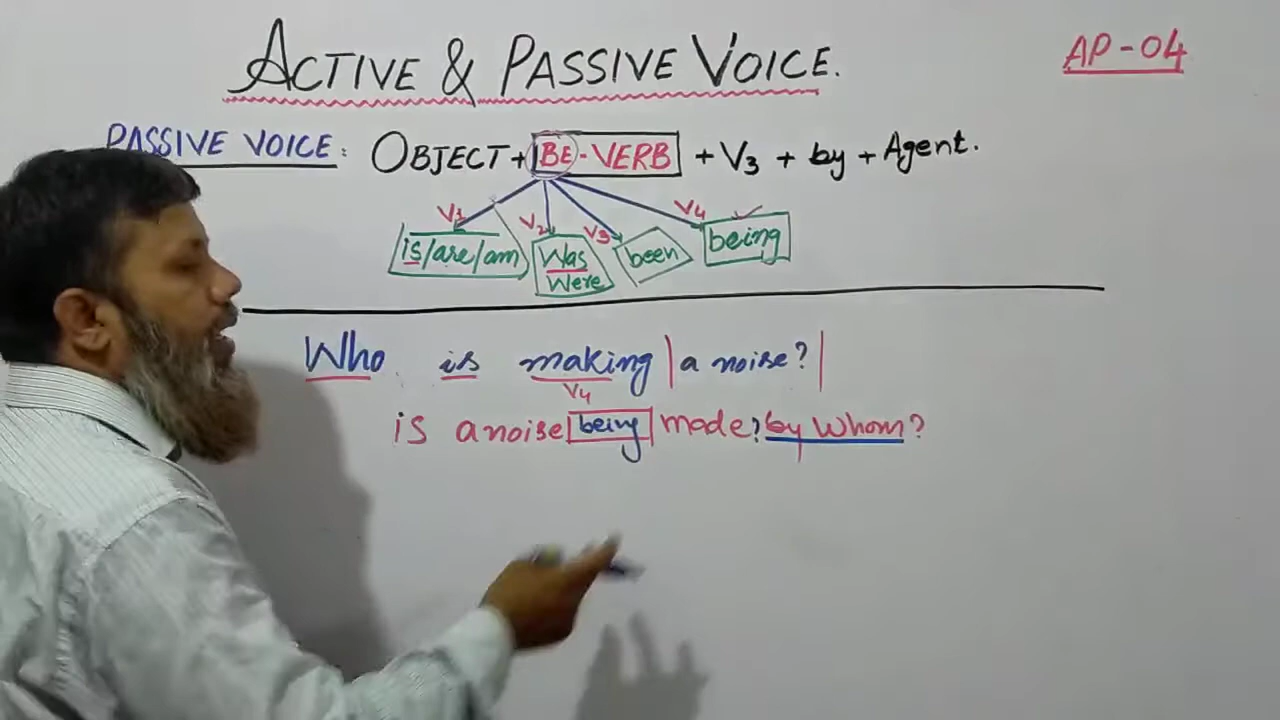 ACTIVE & PASSIVE VOICE.
AP-04
PASSIVE VOICE: OBJECT + BE-VERB + V3 + by + Agent.
V1 V2 V3 V4
is/are/am Was Were been being
Who is making a noise?
V4
is a noise being made? by Whom?